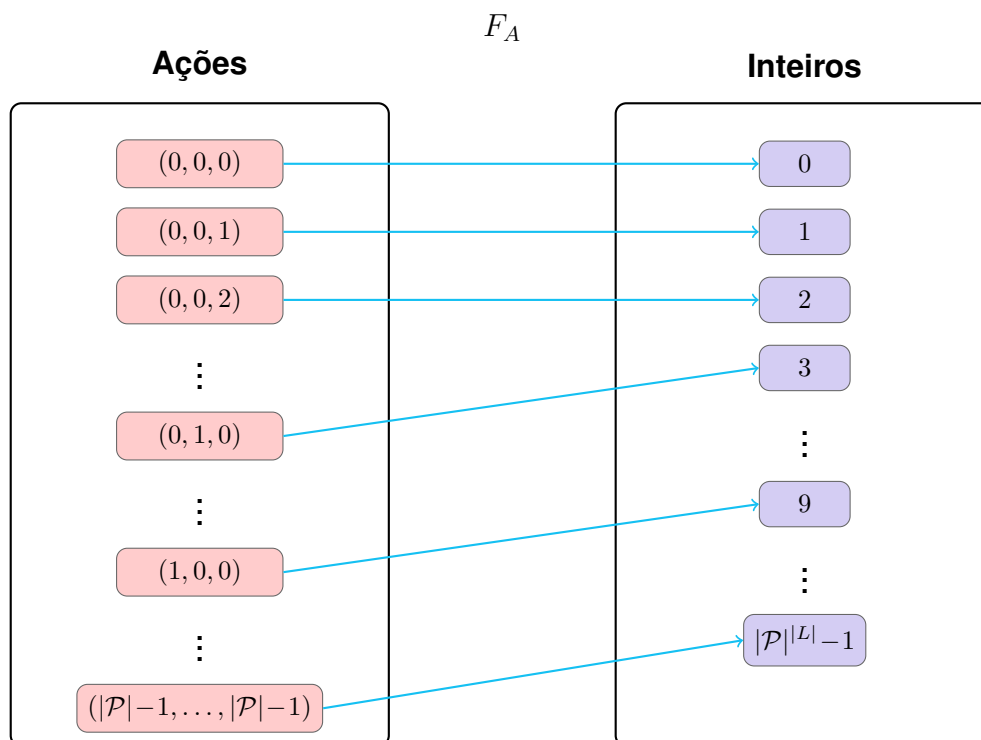 F_A
Ações
Inteiros
(0, 0, 0)
0
(0, 0, 1)
1
(0, 0, 2)
2
⋮
3
(0, 1, 0)
⋮
⋮
9
(1, 0, 0)
⋮
⋮
|𝒫|^{|L|}−1
(|𝒫|−1, . . . , |𝒫|−1)